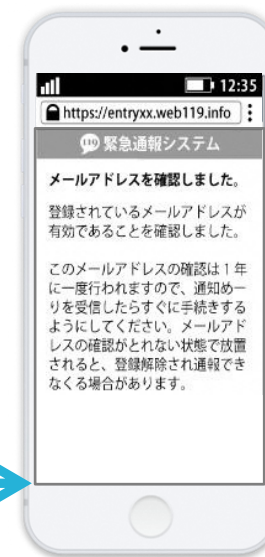 12:35
https://entryxx.web119.info
119 緊急通報システム
メールアドレスを確認しました。
登録されているメールアドレスが
有効であることを確認しました。
このメールアドレスの確認は1年
に一度行われますので、通知めー
りを受信したらすぐに手続きする
ようにしてください。メールアド
レスの確認がとれない状態で放置
されると、登録解除され通報でき
なくる場合があります。